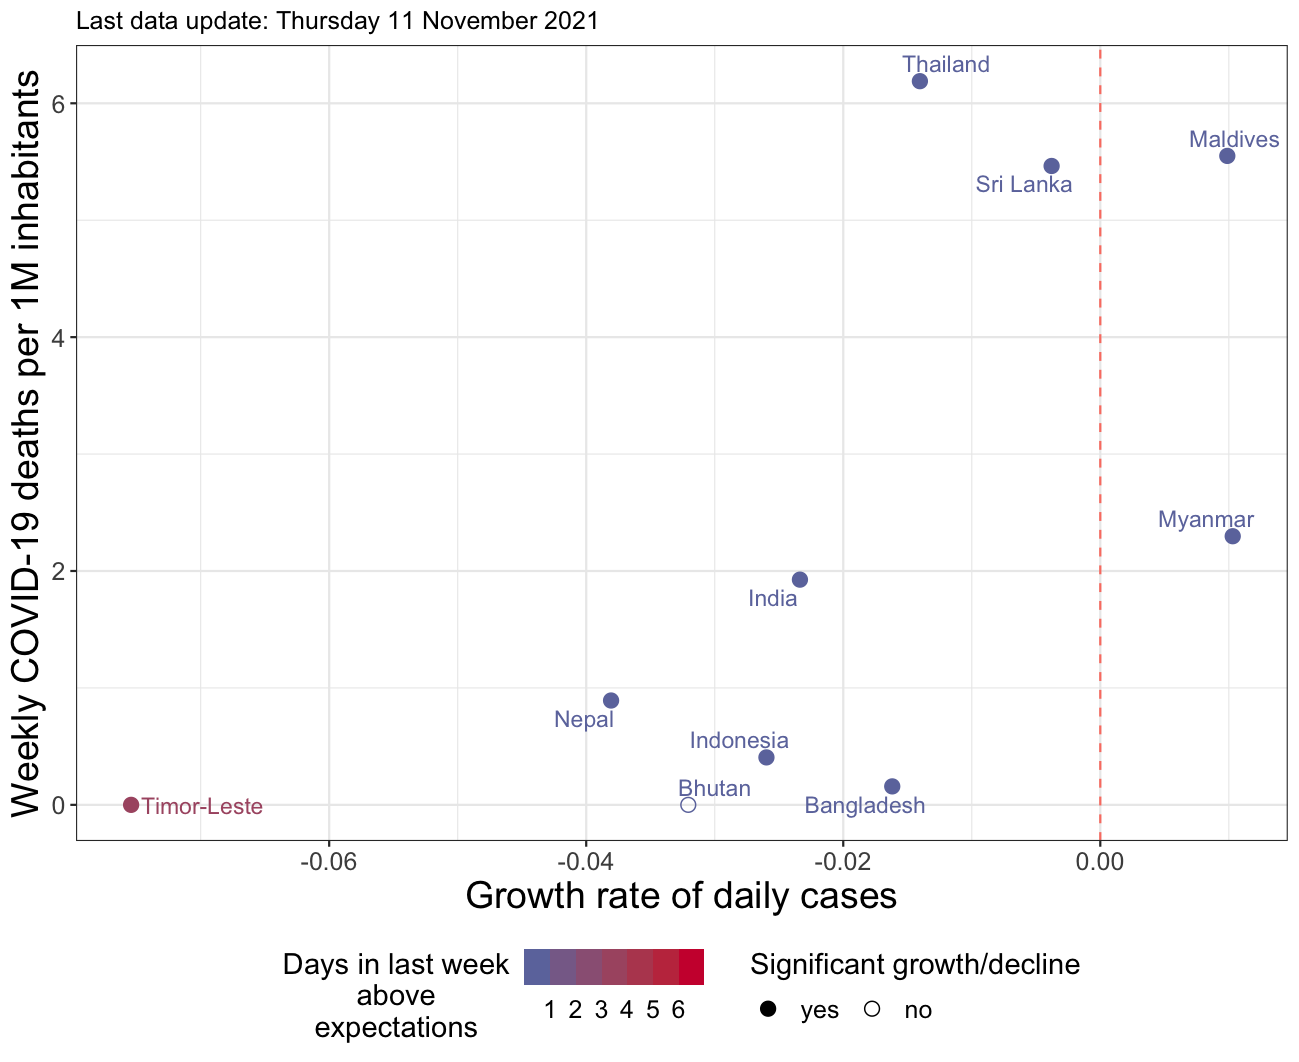 Last data update: Thursday 11 November 2021
Weekly COVID-19 deaths per 1M inhabitants
6
4
2
0
Thailand
Maldives
Sri Lanka
Myanmar
India
Nepal
Indonesia
Bhutan
Bangladesh
Timor-Leste
-0.06 -0.04 -0.02 0.00
Growth rate of daily cases
Days in last week
above
expectations
1 2 3 4 5 6
Significant growth/decline
yes no